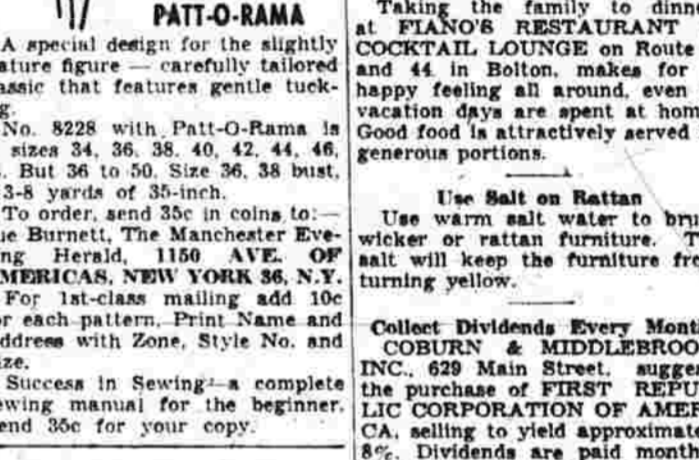 PATT-O-RAMA
A special design for the slightly
ature figure — carefully tailored
assic that features gentle tuck-
g.
No. 8228 with Patt-O-Rama is
sizes 34, 36, 38, 40, 42, 44, 46,
. But 36 to 50. Size 36, 38 bust,
3-8 yards of 35-inch.
To order, send 35c in coins to:—
ue Burnett, The Manchester Eve-
ng Herald, 1150 AVE. OF
MERICAS, NEW YORK 36, N.Y.
For 1st-class mailing add 10c
or each pattern, Print Name and
ddress with Zone, Style No. and
ze.
Success in Sewing—a complete
ewing manual for the beginner.
end 35c for your copy.
Taking the family to dinne
at FIANO'S RESTAURANT
COCKTAIL LOUNGE on Route
and 44 in Bolton, makes for
happy feeling all around, even
vacation days are spent at hom
Good food is attractively served
generous portions.
Use Salt on Rattan
Use warm salt water to bru
wicker or rattan furniture. T
salt will keep the furniture fro
turning yellow.
Collect Dividends Every Mont
COBURN & MIDDLEBROO
INC., 629 Main Street, sugges
the purchase of FIRST REPU
LIC CORPORATION OF AMER
CA, selling to yield approximate
8%. Dividends are paid month